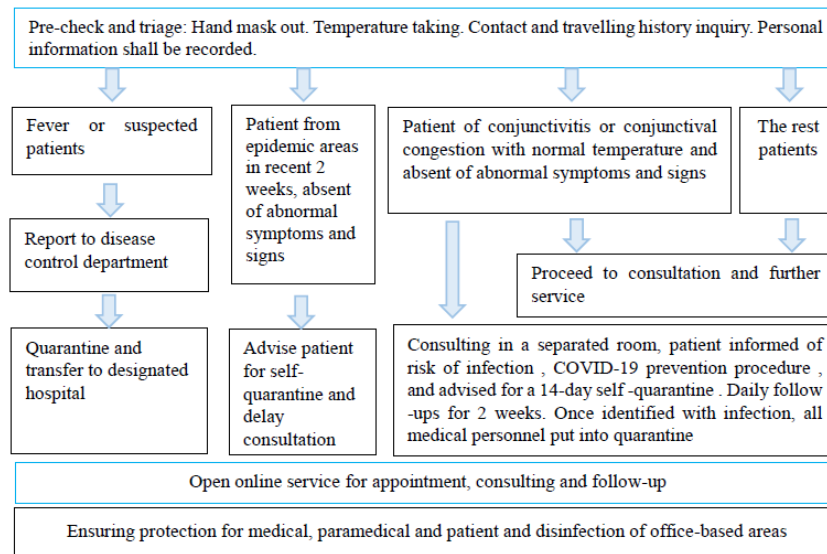 Pre-check and triage: Hand mask out. Temperature taking. Contact and travelling history inquiry. Personal
information shall be recorded.
Fever or suspected
patients
Patient from
epidemic areas
in recent 2
weeks, absent
of abnormal
symptoms and
signs
Patient of conjunctivitis or conjunctival
congestion with normal temperature and
absent of abnormal symptoms and signs
The rest
patients
Report to disease
control department
Proceed to consultation and further
service
Quarantine and
transfer to designated
hospital
Advise patient
for self-
quarantine and
delay
consultation
Consulting in a separated room, patient informed of
risk of infection , COVID-19 prevention procedure ,
and advised for a 14-day self -quarantine . Daily follow
-ups for 2 weeks. Once identified with infection, all
medical personnel put into quarantine
Open online service for appointment, consulting and follow-up
Ensuring protection for medical, paramedical and patient and disinfection of office-based areas